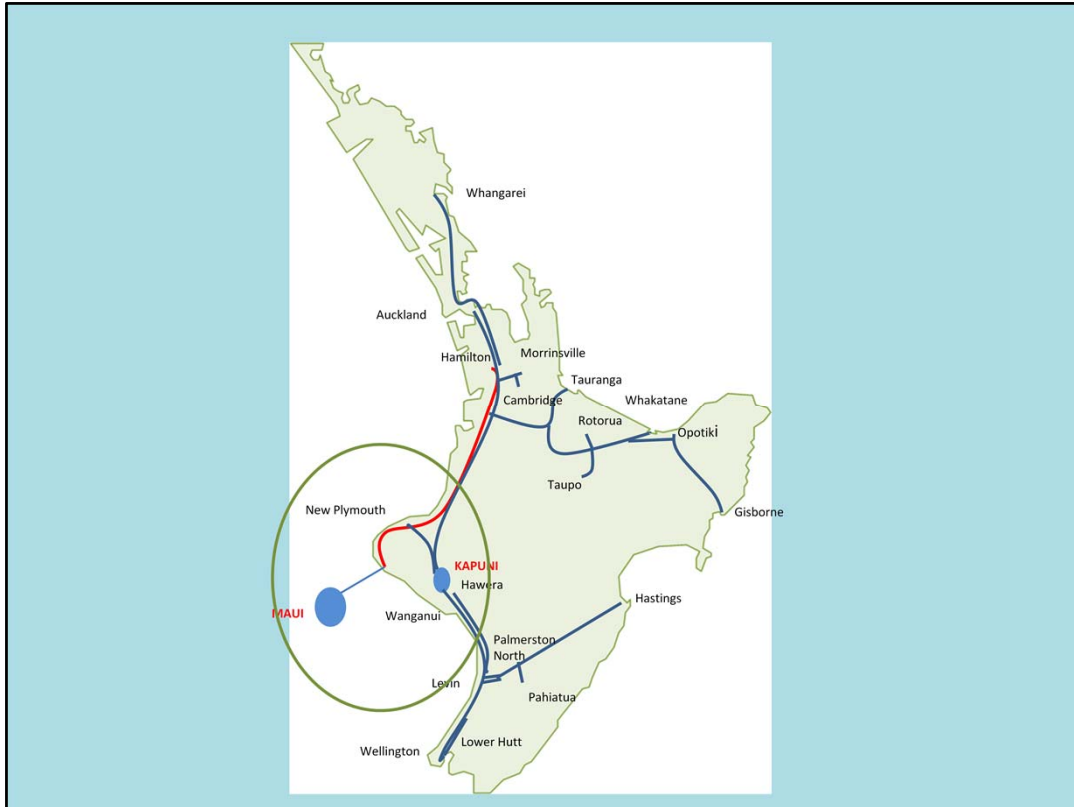 Whangarei
Auckland
Hamilton
Morrinsville
Tauranga
Cambridge
Whakatane
Rotorua
Opotiki
Taupo
New Plymouth
Gisborne
KAPUNI
Hawera
MAUI
Wanganui
Hastings
Palmerston
North
Levin
Pahiatua
Wellington
Lower Hutt